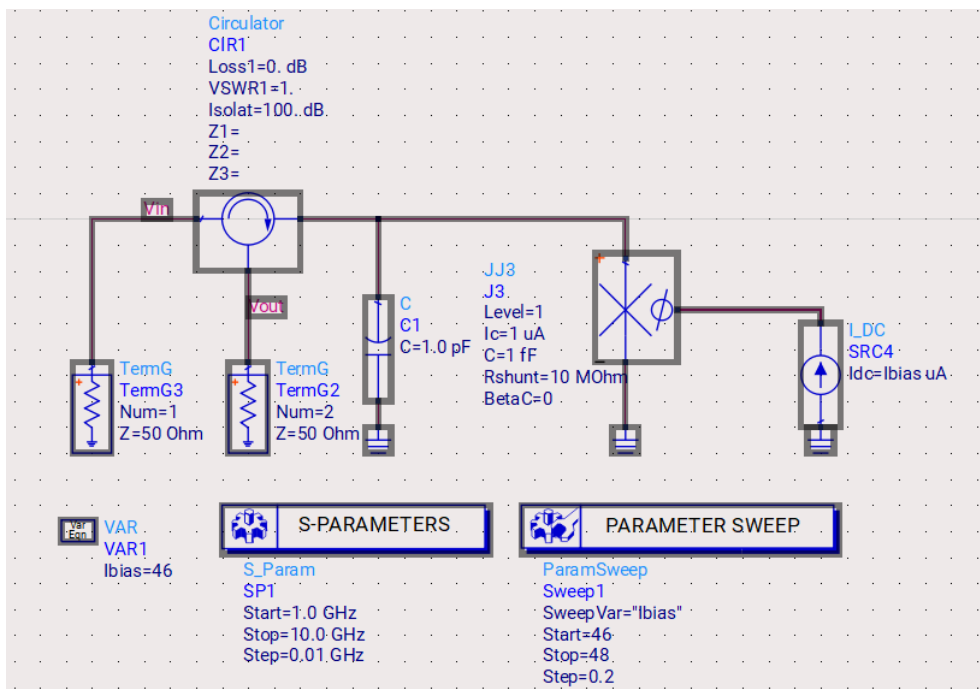 Circulator
CIR1
Loss1=0. dB
VSWR1=1.
Isolat=100. dB
Z1=
Z2=
Z3=
Vin
Vout
C
C1
C=1.0 pF
JJ3
J3
Level=1
Ic=1 uA
C=1 fF
Rshunt=10 MOhm
BetaC=0
I_DC
SRC4
Idc=Ibias uA
TermG
TermG3
Num=1
Z=50 Ohm
TermG
TermG2
Num=2
Z=50 Ohm
Var
Eqn
VAR
VAR1
Ibias=46
S-PARAMETERS
S_Param
SP1
Start=1.0 GHz
Stop=10.0 GHz
Step=0.01 GHz
PARAMETER SWEEP
ParamSweep
Sweep1
SweepVar="Ibias"
Start=46
Stop=48
Step=0.2